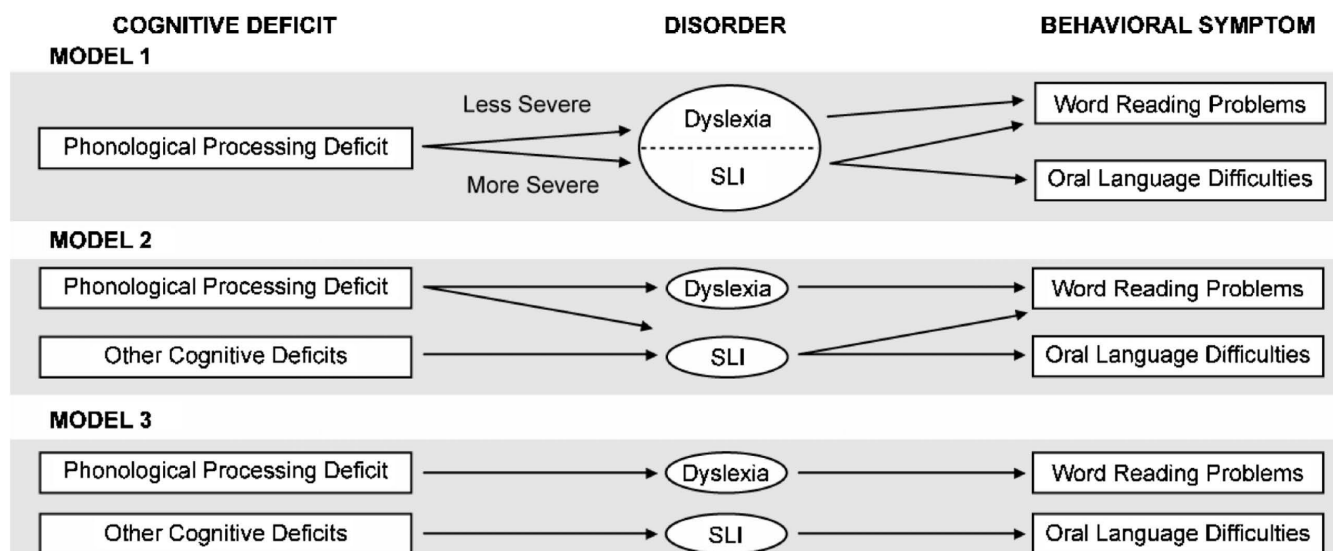 COGNITIVE DEFICIT DISORDER BEHAVIORAL SYMPTOM
MODEL 1
Less Severe
Phonological Processing Deficit
More Severe
Dyslexia
SLI
Word Reading Problems
Oral Language Difficulties
MODEL 2
Phonological Processing Deficit Dyslexia Word Reading Problems
Other Cognitive Deficits SLI Oral Language Difficulties
MODEL 3
Phonological Processing Deficit Dyslexia Word Reading Problems
Other Cognitive Deficits SLI Oral Language Difficulties